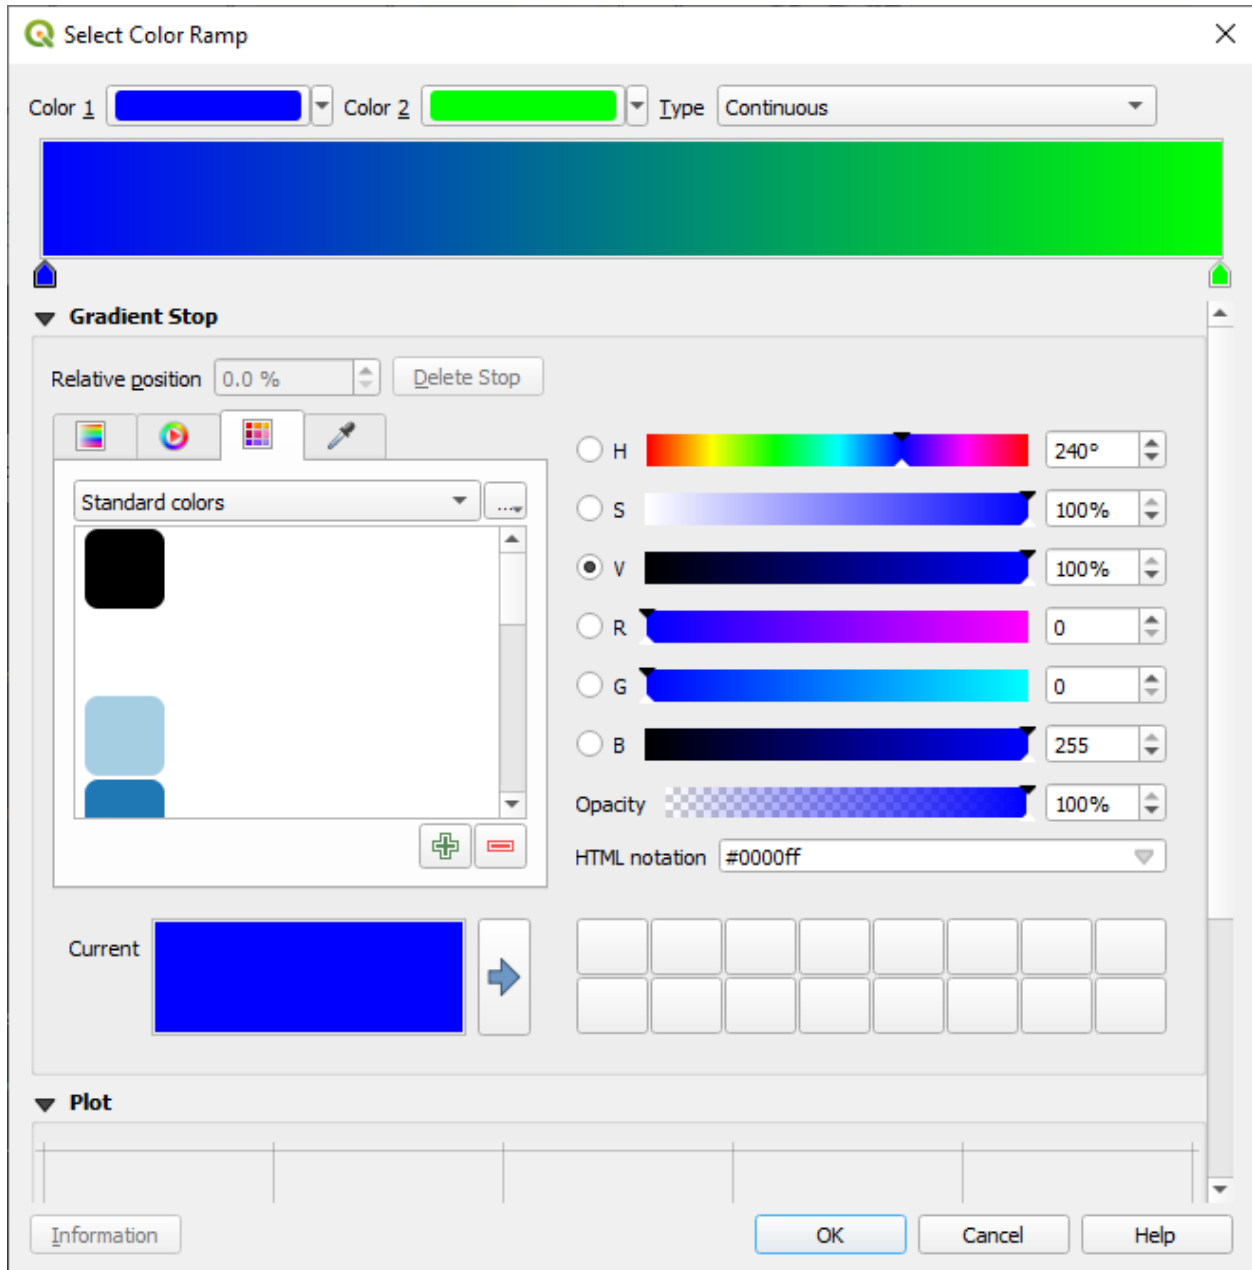 Select Color Ramp
Color 1 Color 2 Type Continuous
Gradient Stop
Relative position 0.0 % Delete Stop
H 240°
Standard colors ...
S 100%
V 100%
R 0
G 0
B 255
Opacity 100%
HTML notation #0000ff
Current
Plot
Information OK Cancel Help